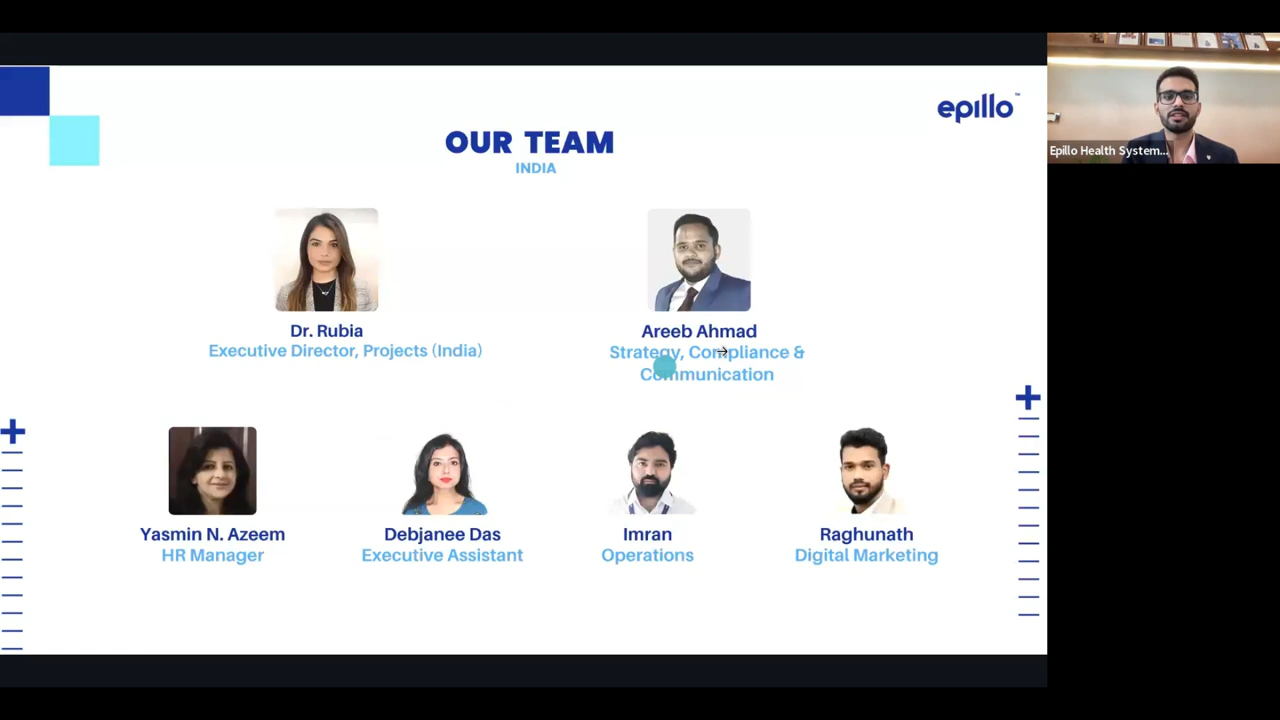 epillo™
OUR TEAM
INDIA
Epillo Health System...
Dr. Rubia
Executive Director, Projects (India)
Areeb Ahmad
Strategy, Compliance &
Communication
Yasmin N. Azeem
HR Manager
Debjanee Das
Executive Assistant
Imran
Operations
Raghunath
Digital Marketing